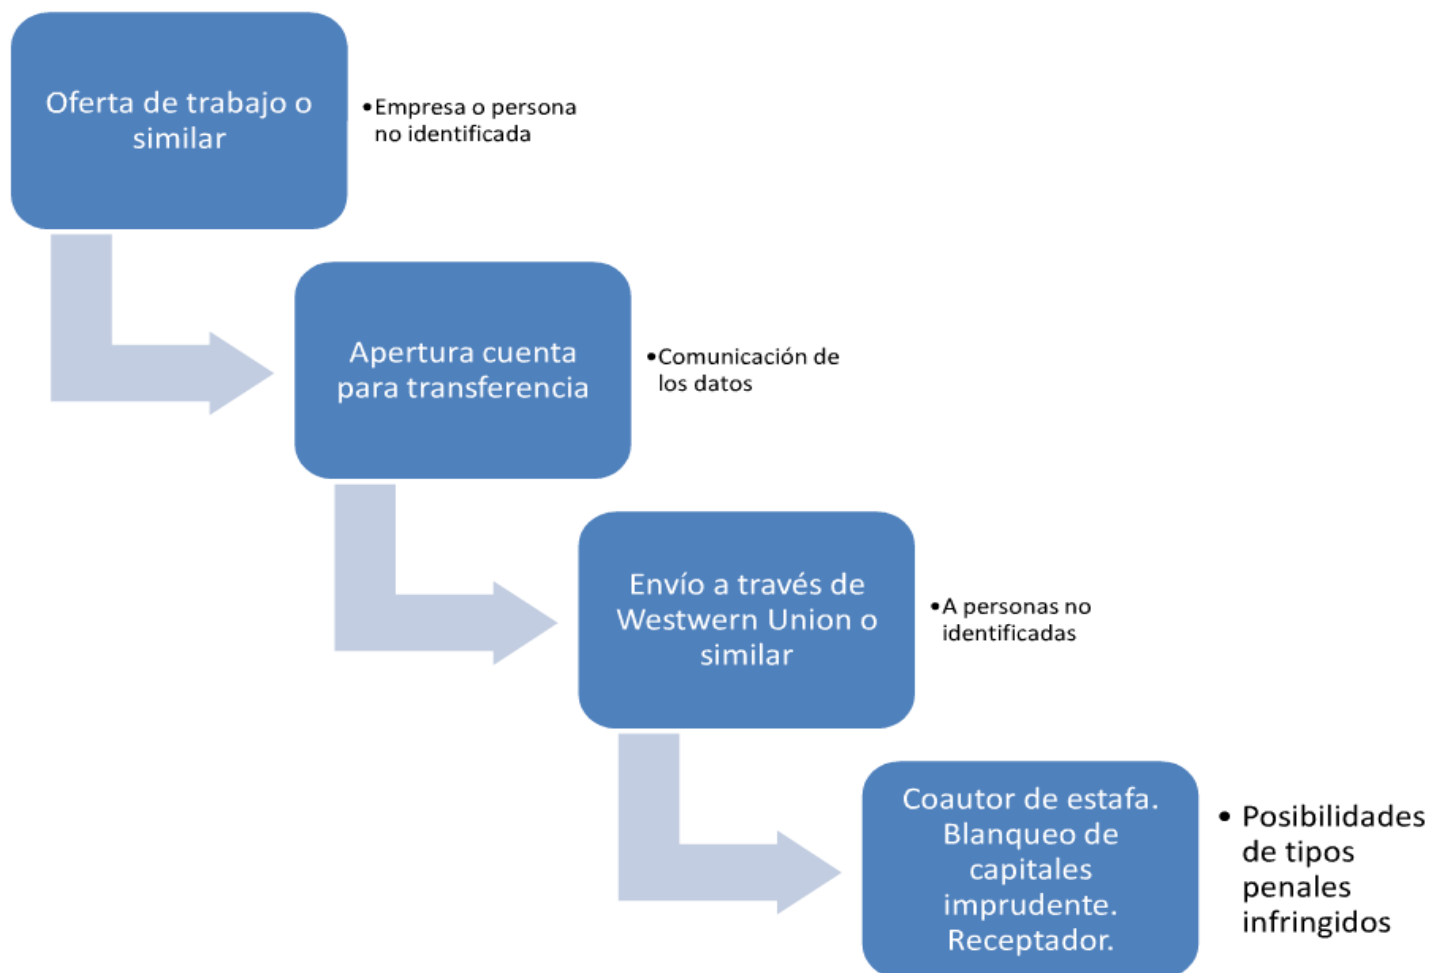 Oferta de trabajo o
similar
•Empresa o persona
no identificada
Apertura cuenta
para transferencia
•Comunicación de
los datos
Envío a través de
Westwern Union o
similar
•A personas no
identificadas
Coautor de estafa.
Blanqueo de
capitales
imprudente.
Receptador.
• Posibilidades
de tipos
penales
infringidos